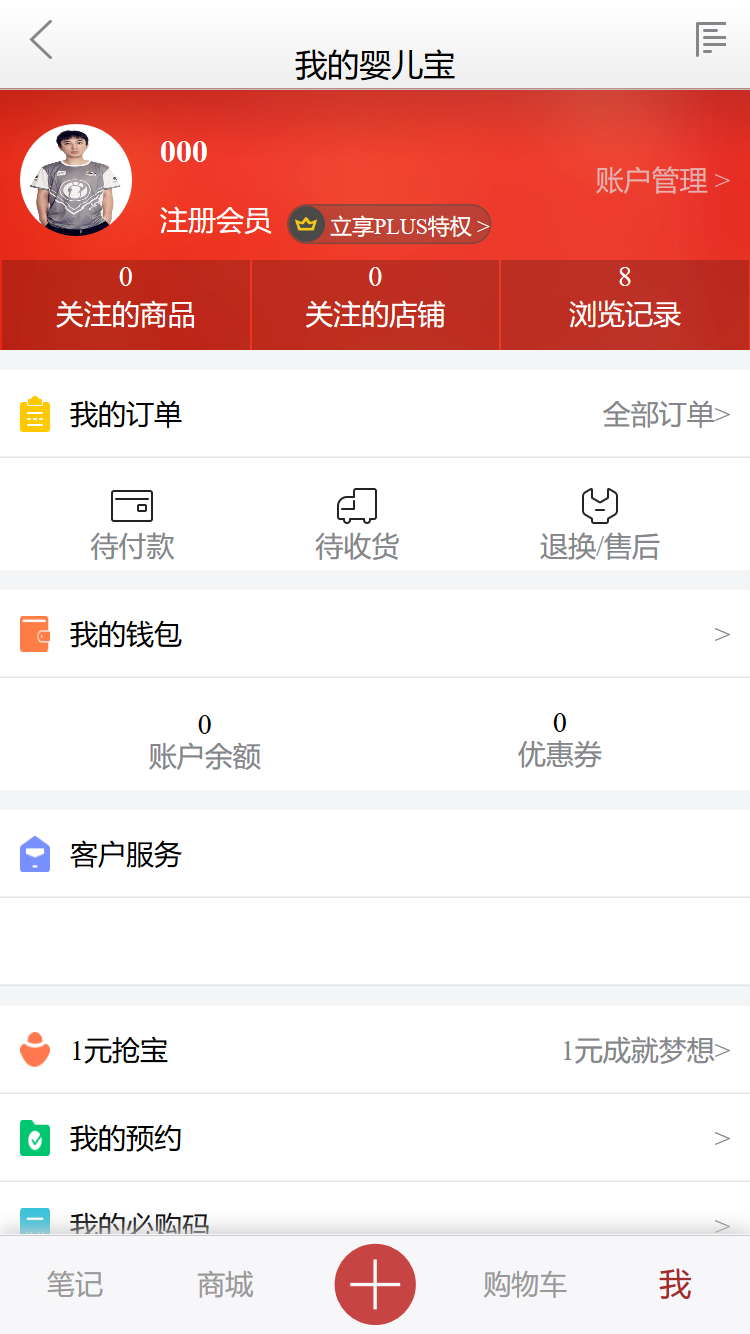 我的婴儿宝
000
账户管理 >
注册会员
立享PLUS特权 >
0
0
8
关注的商品
关注的店铺
浏览记录
我的订单
全部订单>
待付款
待收货
退换/售后
我的钱包
>
0
0
账户余额
优惠券
客户服务
1元抢宝
1元成就梦想>
我的预约
>
我的必购码
>
笔记
商城
购物车
我